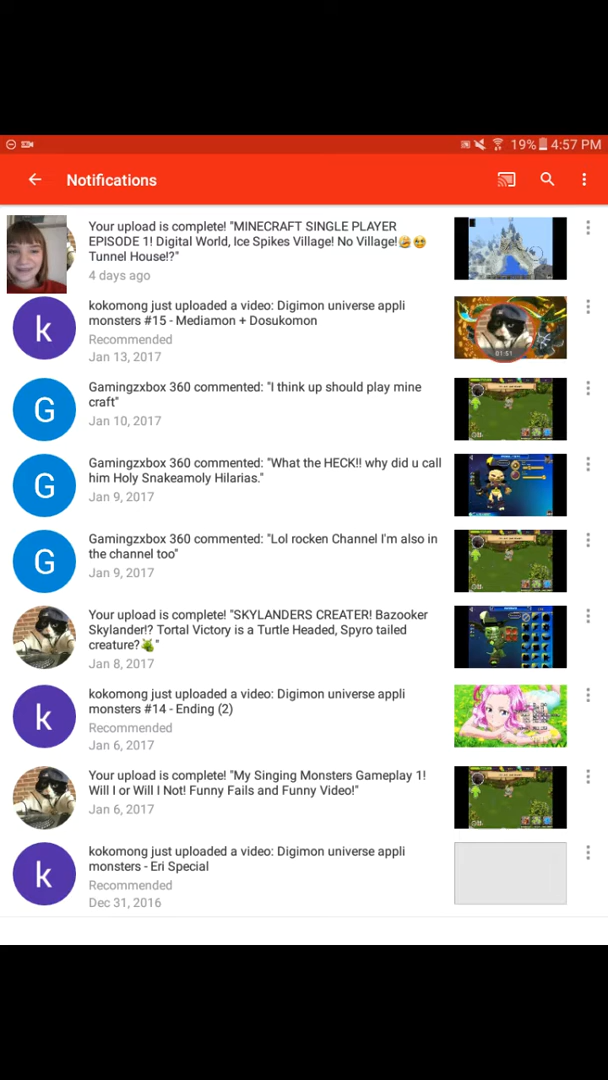 19% 4:57 PM
Notifications
Your upload is complete! "MINECRAFT SINGLE PLAYER
EPISODE 1! Digital World, Ice Spikes Village! No Village!
Tunnel House!?"
4 days ago
k
kokomong just uploaded a video: Digimon universe appli
monsters #15 - Mediamon + Dosukomon
Recommended
Jan 13, 2017
01:51
G
Gamingzxbox 360 commented: "I think up should play mine
craft"
Jan 10, 2017
G
Gamingzxbox 360 commented: "What the HECK!! why did u call
him Holy Snakeamoly Hilarias."
Jan 9, 2017
G
Gamingzxbox 360 commented: "Lol rocken Channel I'm also in
the channel too"
Jan 9, 2017
Your upload is complete! "SKYLANDERS CREATER! Bazooker
Skylander!? Tortal Victory is a Turtle Headed, Spyro tailed
creature?🐲"
Jan 8, 2017
k
kokomong just uploaded a video: Digimon universe appli
monsters #14 - Ending (2)
Recommended
Jan 6, 2017
Your upload is complete! "My Singing Monsters Gameplay 1!
Will I or Will I Not! Funny Fails and Funny Video!"
Jan 6, 2017
k
kokomong just uploaded a video: Digimon universe appli
monsters - Eri Special
Recommended
Dec 31, 2016